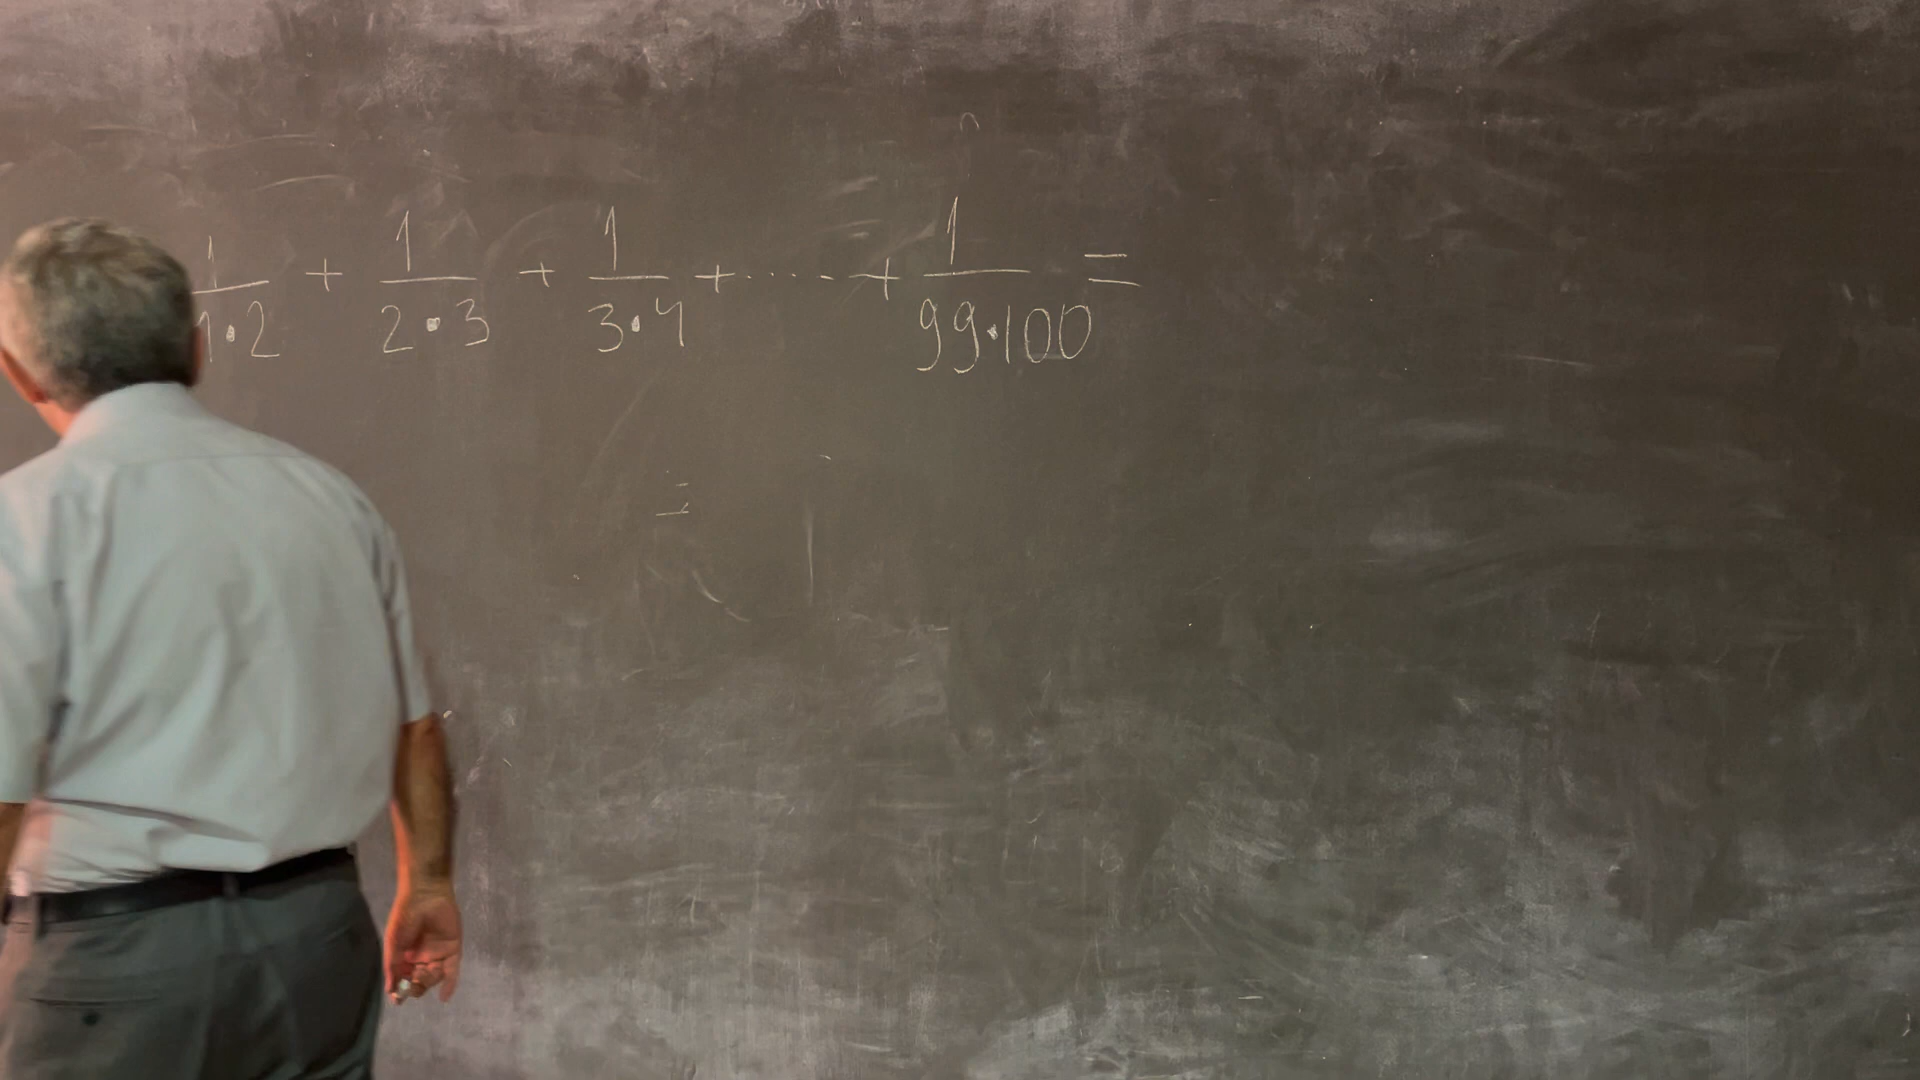 1/1·2 + 1/2·3 + 1/3·4 + ...... + 1/99·100 =
=